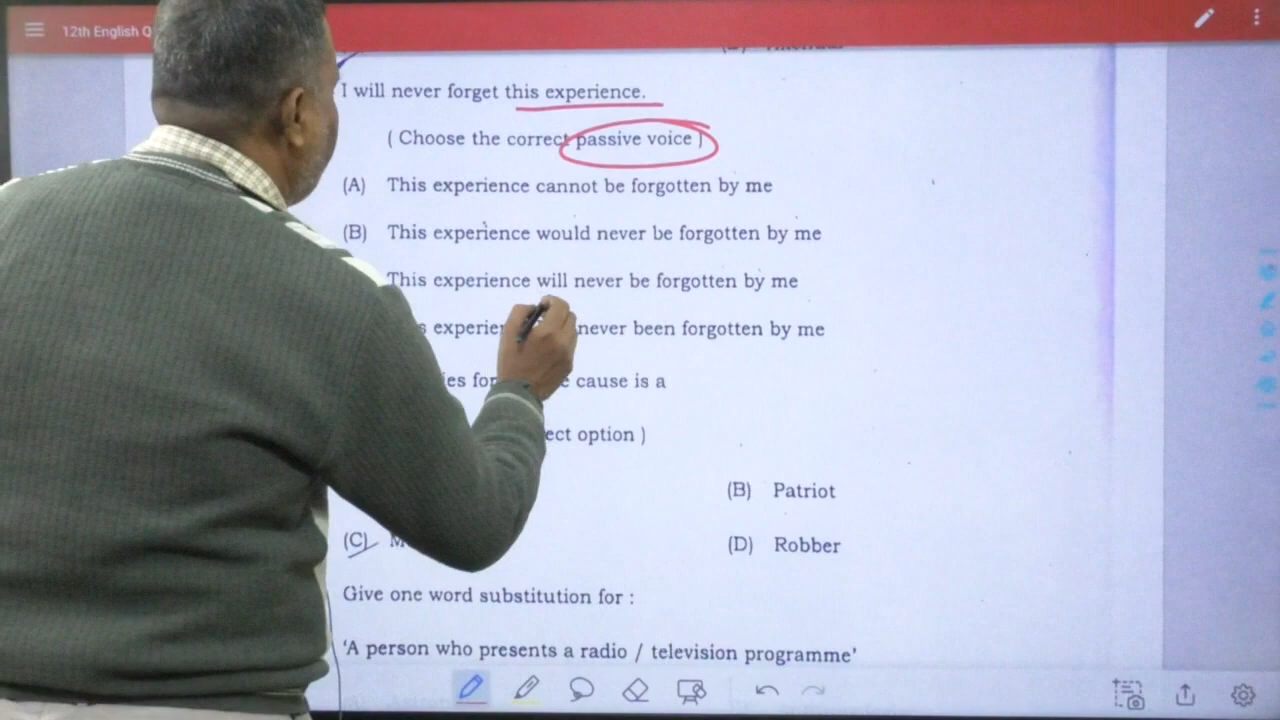 12th English Q
I will never forget this experience.
( Choose the correct passive voice )
(A) This experience cannot be forgotten by me
(B) This experience would never be forgotten by me
This experience will never be forgotten by me
never been forgotten by me
cause is a
option )
(B) Patriot
(C)
(D) Robber
Give one word substitution for :
‘A person who presents a radio / television programme’